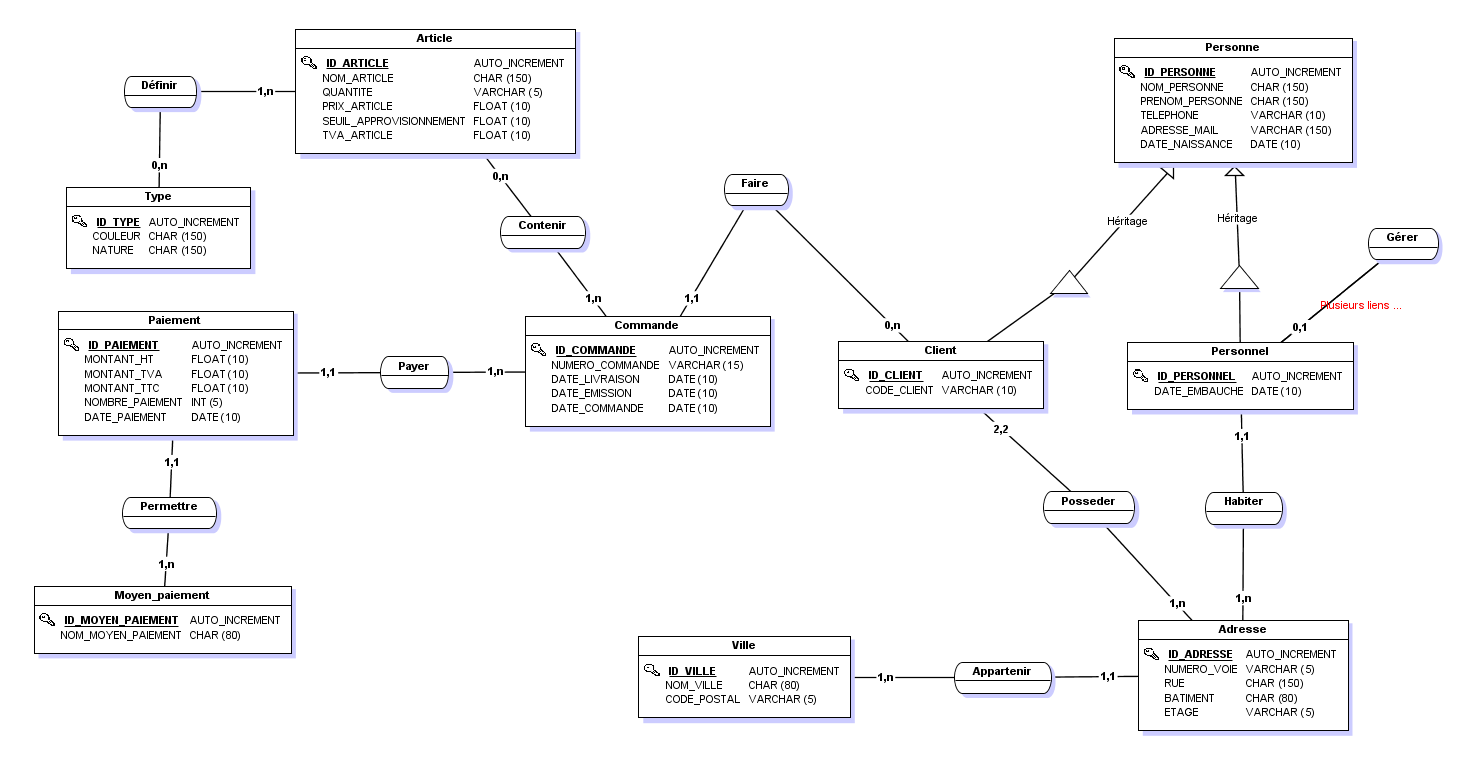 Article
ID_ARTICLE AUTO_INCREMENT
NOM_ARTICLE CHAR (150)
QUANTITE VARCHAR (5)
PRIX_ARTICLE FLOAT (10)
SEUIL_APPROVISIONNEMENT FLOAT (10)
TVA_ARTICLE FLOAT (10)
Définir
1,n
0,n
Type
ID_TYPE AUTO_INCREMENT
COULEUR CHAR (150)
NATURE CHAR (150)
0,n
Contenir
1,n
Faire
1,1
0,n
Personne
ID_PERSONNE AUTO_INCREMENT
NOM_PERSONNE CHAR (150)
PRENOM_PERSONNE CHAR (150)
TELEPHONE VARCHAR (10)
ADRESSE_MAIL VARCHAR (150)
DATE_NAISSANCE DATE (10)
Héritage
Héritage
Gérer
Plusieurs liens ...
0,1
Paiement
ID_PAIEMENT AUTO_INCREMENT
MONTANT_HT FLOAT (10)
MONTANT_TVA FLOAT (10)
MONTANT_TTC FLOAT (10)
NOMBRE_PAIEMENT INT (5)
DATE_PAIEMENT DATE (10)
1,1
Payer
1,n
Commande
ID_COMMANDE AUTO_INCREMENT
NUMERO_COMMANDE VARCHAR (15)
DATE_LIVRAISON DATE (10)
DATE_EMISSION DATE (10)
DATE_COMMANDE DATE (10)
Client
ID_CLIENT AUTO_INCREMENT
CODE_CLIENT VARCHAR (10)
Personnel
ID_PERSONNEL AUTO_INCREMENT
DATE_EMBAUCHE DATE (10)
1,1
Permettre
1,n
Moyen_paiement
ID_MOYEN_PAIEMENT AUTO_INCREMENT
NOM_MOYEN_PAIEMENT CHAR (80)
2,2
Posseder
1,n
1,1
Habiter
1,n
Ville
ID_VILLE AUTO_INCREMENT
NOM_VILLE CHAR (80)
CODE_POSTAL VARCHAR (5)
1,n
Appartenir
1,1
Adresse
ID_ADRESSE AUTO_INCREMENT
NUMERO_VOIE VARCHAR (5)
RUE CHAR (150)
BATIMENT CHAR (80)
ETAGE VARCHAR (5)